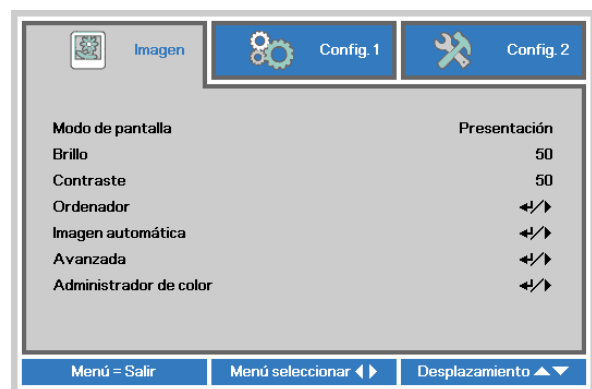 Imagen Config. 1 Config. 2
Modo de pantalla Presentación
Brillo 50
Contraste 50
Ordenador
Imagen automática
Avanzada
Administrador de color
Menú = Salir Menú seleccionar Desplazamiento